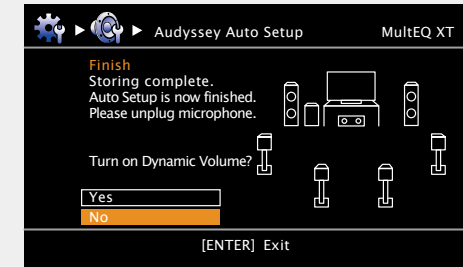 Audyssey Auto Setup MultEQ XT
Finish
Storing complete.
Auto Setup is now finished.
Please unplug microphone.
Turn on Dynamic Volume?
Yes
No
[ENTER] Exit